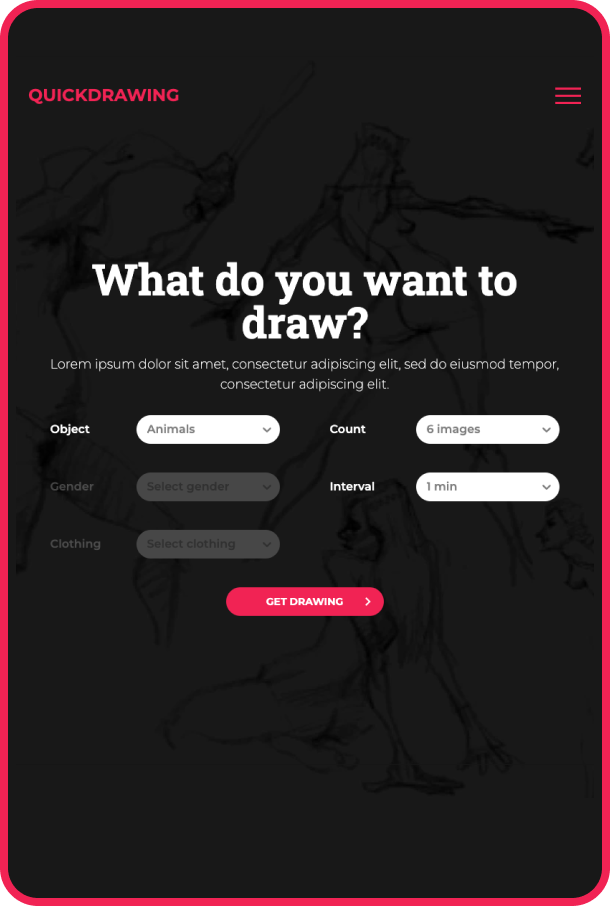 QUICKDRAWING
What do you want to
draw?
Lorem ipsum dolor sit amet, consectetur adipiscing elit, sed do eiusmod tempor,
consectetur adipiscing elit.
Object Animals Count 6 images
Gender Select gender Interval 1 min
Clothing Select clothing
GET DRAWING